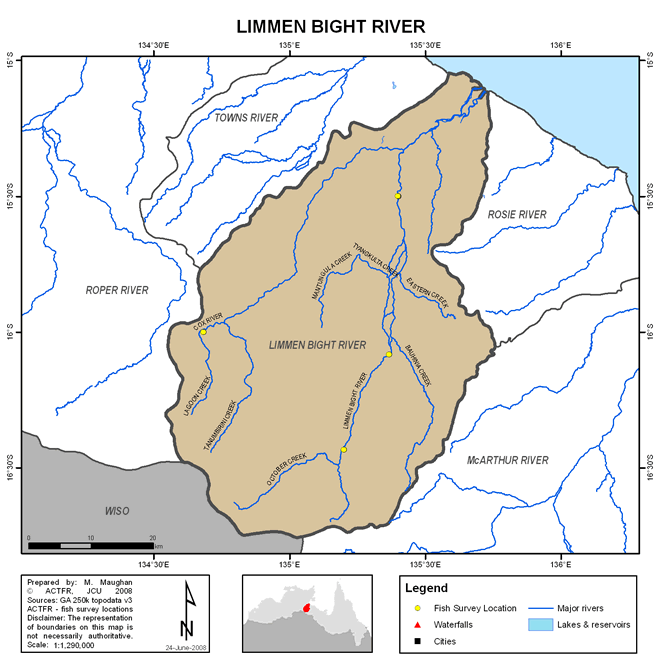 LIMMEN BIGHT RIVER
134°30'E
135°E
135°30'E
136°E
15°S
15°30'S
16°S
16°30'S
TOWNS RIVER
ROSIE RIVER
ROPER RIVER
TYANGKULTA CREEK
MANTUNGULA CREEK
EASTERN CREEK
COX RIVER
LIMMEN BIGHT RIVER
BAUHINIA CREEK
LIMMEN BIGHT RIVER
LAGOON CREEK
TANUMBIRINI CREEK
OCTOBER CREEK
McARTHUR RIVER
WISO
0 10 20
km
134°30'E
135°E
135°30'E
136°E
Prepared by: M. Maughan
© ACTFR, JCU 2008
Sources: GA 250k topodata v3
ACTFR - fish survey locations
Disclaimer: The representation
of boundaries on this map is
not necessarily authoritative.
Scale: 1:1,290,000
N
24-June-2008
Legend
Fish Survey Location
Waterfalls
Cities
Major rivers
Lakes & reservoirs